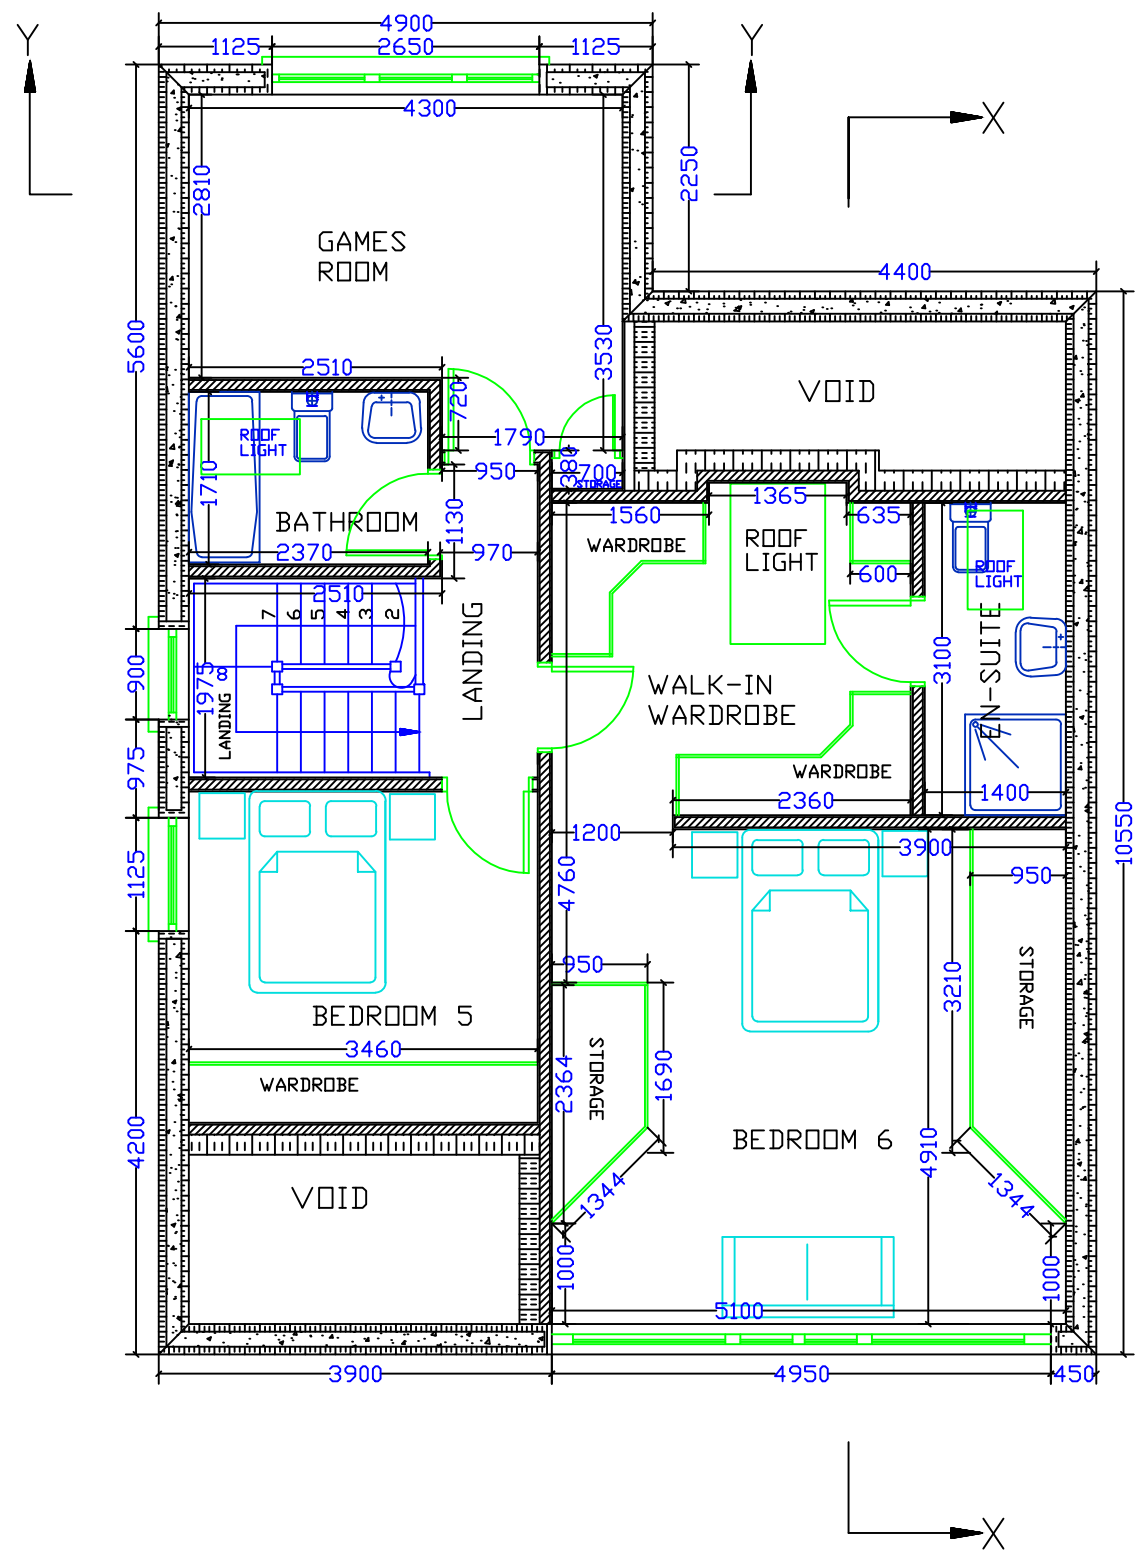 4900
Y
Y
1125
2650
1125
4300
X
2810
2250
GAMES
ROOM
4400
5600
3530
2510
VOID
720
1790
ROOF
LIGHT
950
380
700
STORAGE
1710
1365
1560
635
BATHROOM
1130
WARDROBE
ROOF
LIGHT
2370
970
600
ROOF
LIGHT
2510
7
6
5
4
3
2
LANDING
EN-SUITE
3100
900
1975
LANDING 8
WALK-IN
WARDROBE
975
WARDROBE
2360
1400
1200
3900
10550
1125
4760
950
950
3210
STORAGE
BEDROOM 5
3460
2364
STORAGE
1690
WARDROBE
4200
BEDROOM 6
4910
VOID
1344
1344
1000
1000
5100
3900
4950
450
X